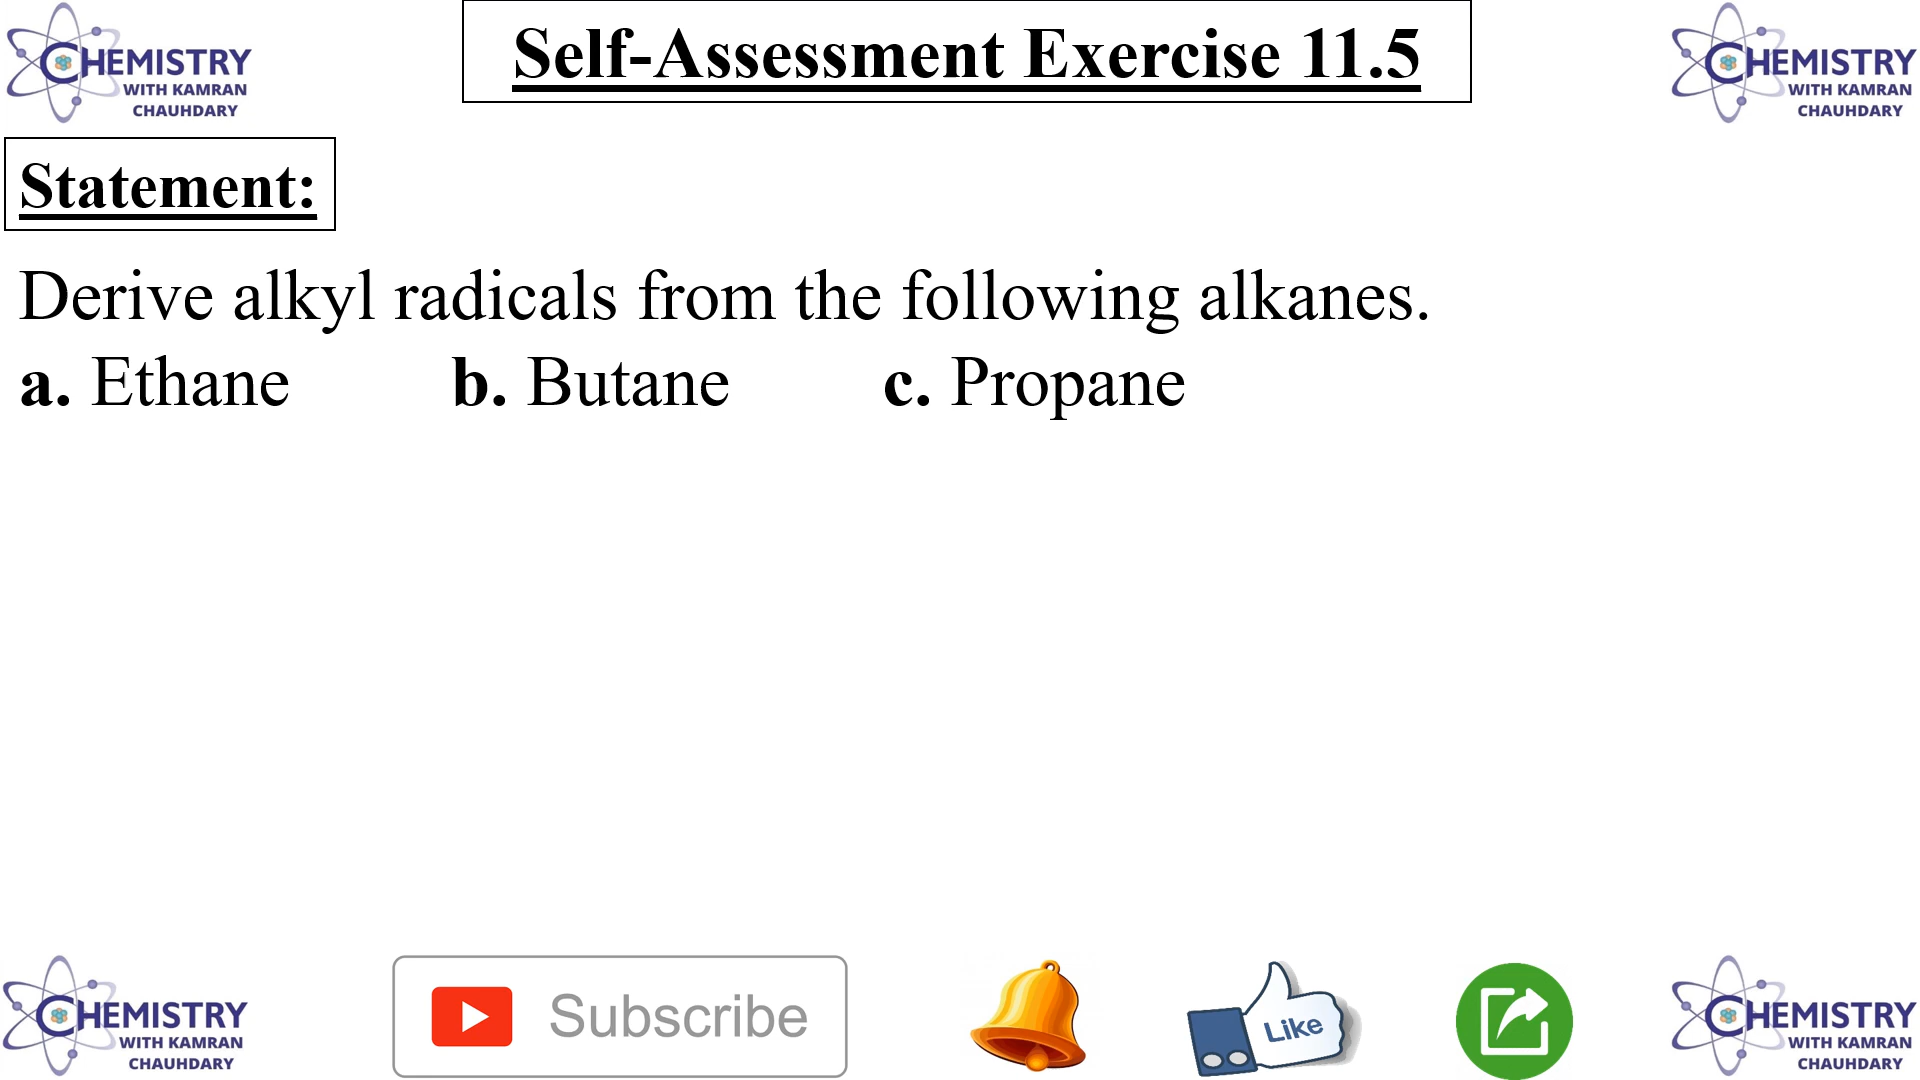 CHEMISTRY
WITH KAMRAN
CHAUHDARY
Self-Assessment Exercise 11.5
CHEMISTRY
WITH KAMRAN
CHAUHDARY
Statement:
Derive alkyl radicals from the following alkanes.
a. Ethane b. Butane c. Propane
CHEMISTRY
WITH KAMRAN
CHAUHDARY
Subscribe
Like
CHEMISTRY
WITH KAMRAN
CHAUHDARY